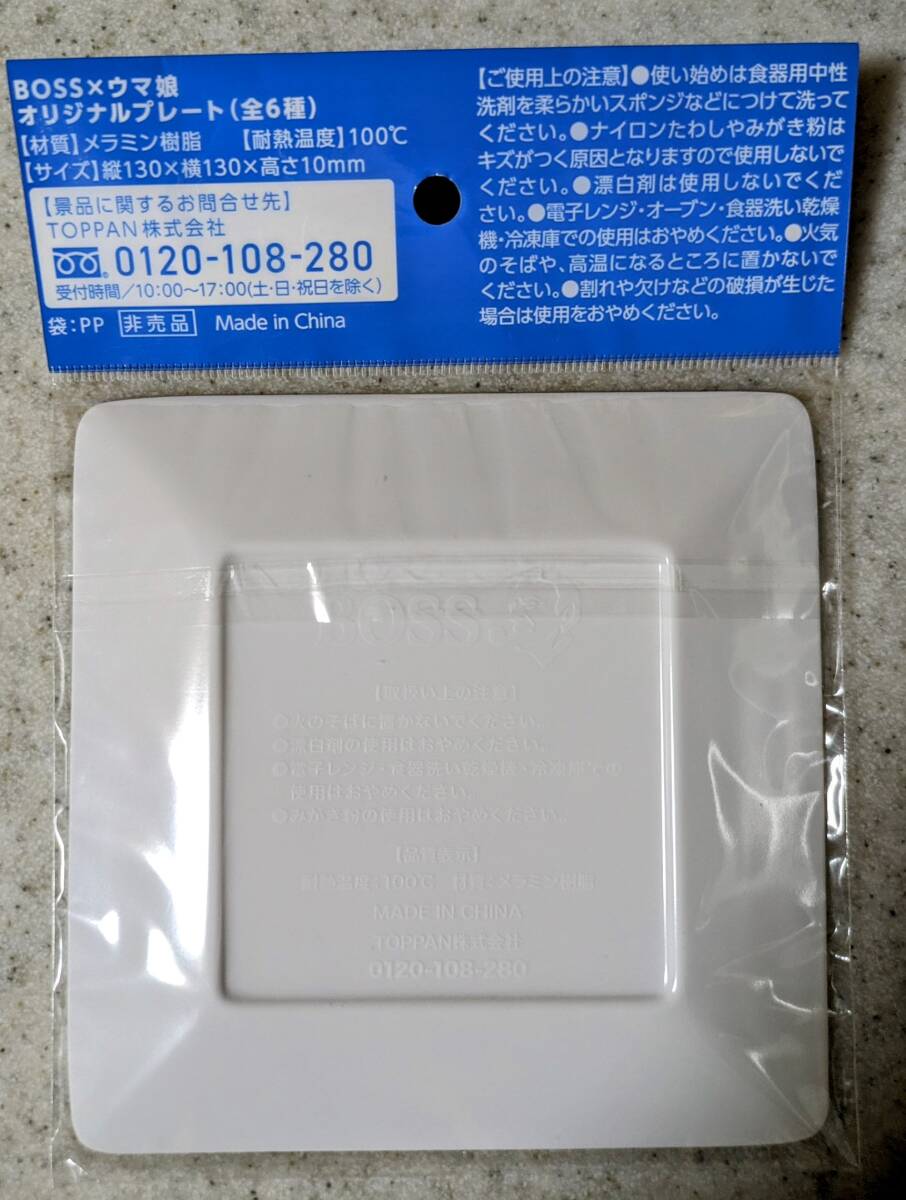 BOSS×ウマ娘
オリジナルプレート（全6種）
【材質】メラミン樹脂　【耐熱温度】100℃
【サイズ】縦130×横130×高さ10mm
【景品に関するお問合せ先】
TOPPAN株式会社
0120-108-280
受付時間/10:00〜17:00(土・日・祝日を除く)
袋：PP 非売品 Made in China
【ご使用上の注意】●使い始めは食器用中性
洗剤を柔らかいスポンジなどにつけて洗って
ください。●ナイロンたわしやみがき粉は
キズがつく原因となりますので使用しないで
ください。●漂白剤は使用しないでくだ
さい。●電子レンジ・オーブン・食器洗い乾燥
機・冷凍庫での使用はおやめください。●火気
のそばや、高温になるところに置かないで
ください。●割れや欠けなどの破損が生じた
場合は使用をおやめください。
BOSS
【取扱い上の注意】
◎火のそばに置かないでください。
◎漂白剤の使用はおやめください。
◎電子レンジ・食器洗い乾燥機・冷凍庫での
使用はおやめください。
◎みがき粉の使用はおやめください。
【品質表示】
耐熱温度：100℃　材質：メラミン樹脂
MADE IN CHINA
TOPPAN株式会社
0120-108-280